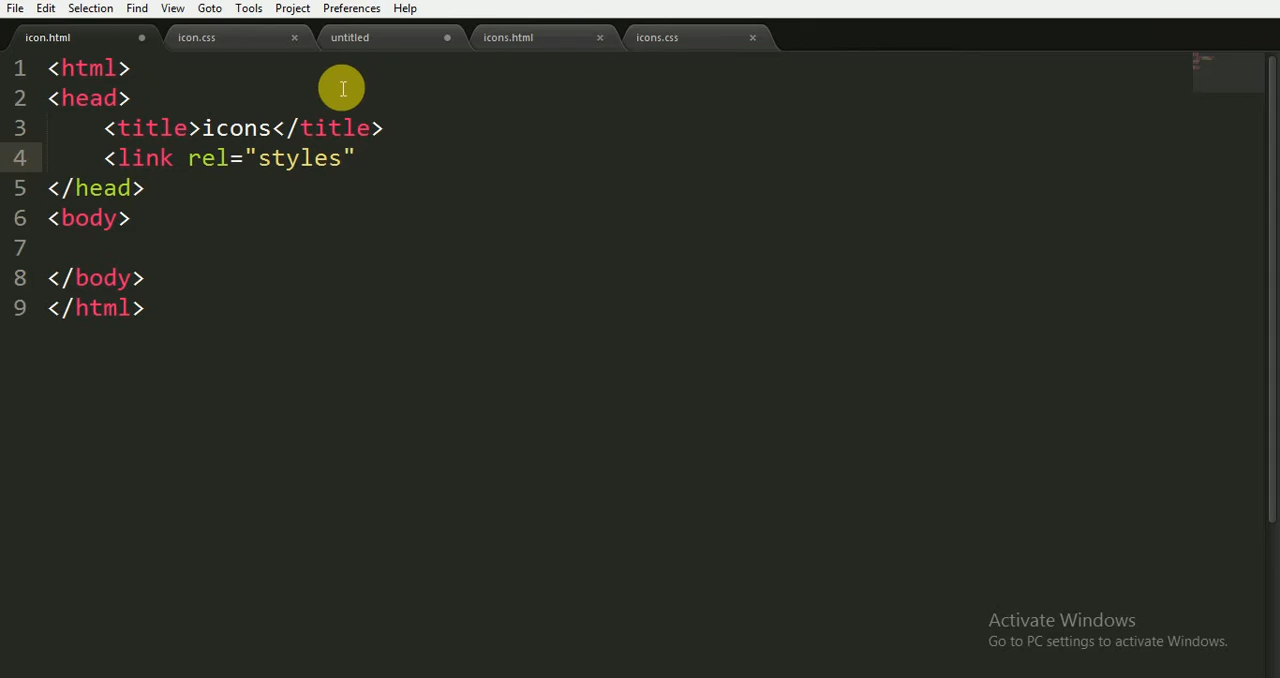 File Edit Selection Find View Goto Tools Project Preferences Help
icon.html icon.css untitled icons.html icons.css
1 <html>
2 <head>
3 <title>icons</title>
4 <link rel="styles"
5 </head>
6 <body>
7
8 </body>
9 </html>
Activate Windows
Go to PC settings to activate Windows.